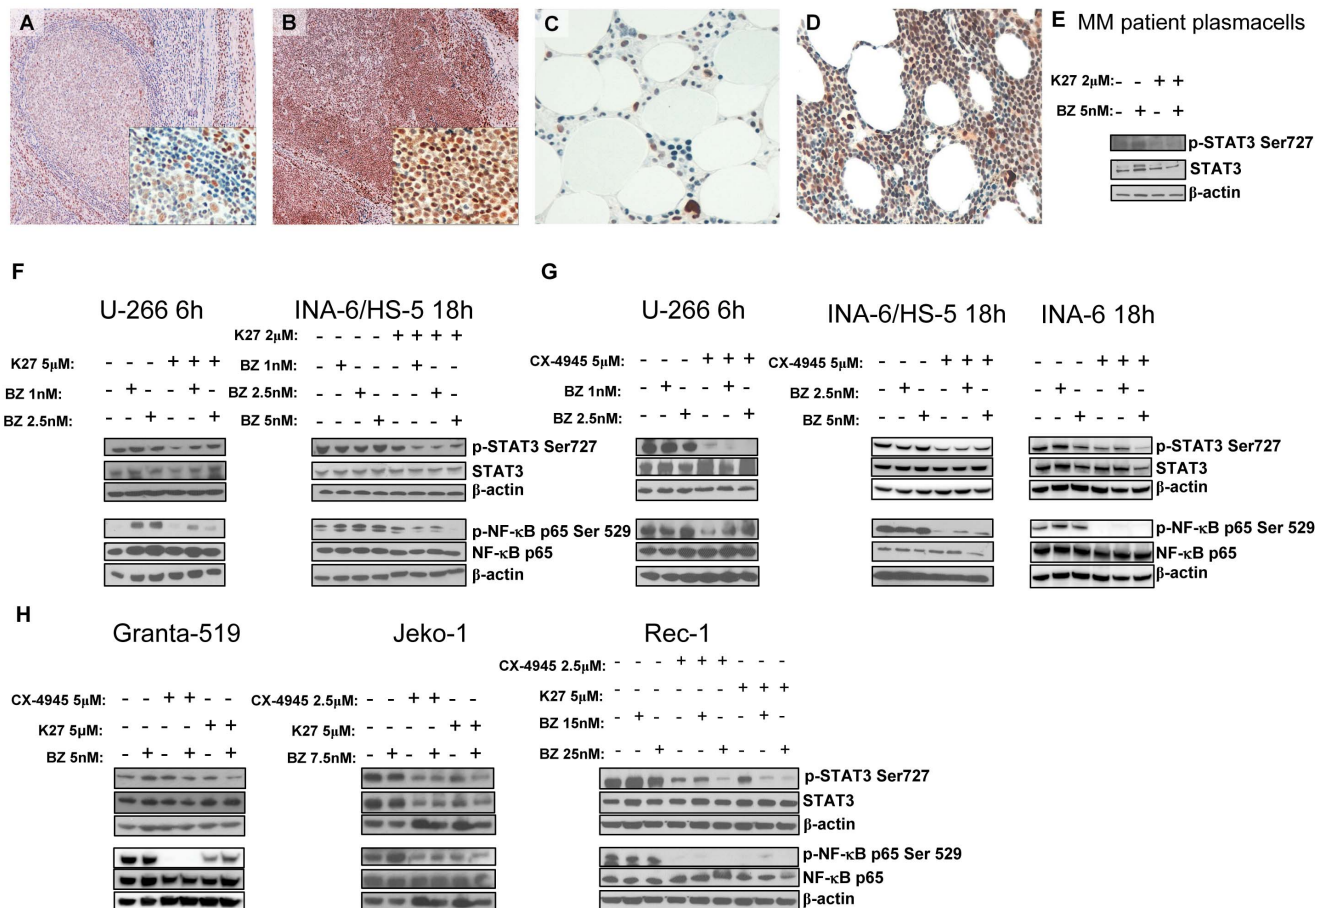 A
B
C
D
E MM patient plasmacells
K27 2μM: - - + +
BZ 5nM: - + - +
p-STAT3 Ser727
STAT3
β-actin
F
U-266 6h
K27 5μM: - - - + + +
BZ 1nM: - + - - + -
BZ 2.5nM: - - + - - +
INA-6/HS-5 18h
K27 2μM: - - - - + + + +
BZ 1nM: - + - - - + - -
BZ 2.5nM: - - + - - - + -
BZ 5nM: - - - + - - - +
p-STAT3 Ser727
STAT3
β-actin
p-NF-κB p65 Ser 529
NF-κB p65
β-actin
G
U-266 6h
CX-4945 5μM: - - - + + +
BZ 1nM: - + - - + -
BZ 2.5nM: - - + - - +
INA-6/HS-5 18h INA-6 18h
CX-4945 5μM: - - - + + + - - - + + +
BZ 2.5nM: - + - - + - - + - - + -
BZ 5nM: - - + - - + - - + - - +
p-STAT3 Ser727
STAT3
β-actin
p-NF-κB p65 Ser 529
NF-κB p65
β-actin
H
Granta-519
CX-4945 5μM: - - + + - -
K27 5μM: - - - - + +
BZ 5nM: - + - + - +
Jeko-1
CX-4945 2.5μM: - - + + - -
K27 5μM: - - - - + +
BZ 7.5nM: - + - + - +
Rec-1
CX-4945 2.5μM: - - - + + + - - -
K27 5μM: - - - - - - + + +
BZ 15nM: - + - - + - - + -
BZ 25nM: - - + - - + - - +
p-STAT3 Ser727
STAT3
β-actin
p-NF-κB p65 Ser 529
NF-κB p65
β-actin